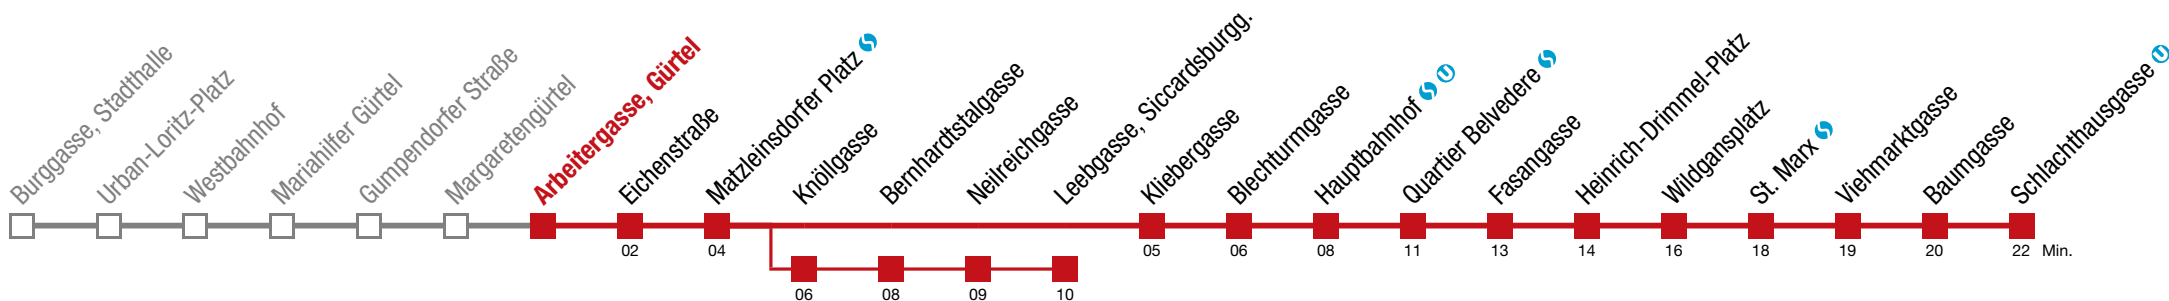 Burggasse, Stadthalle
Urban-Loritz-Platz
Westbahnhof
Mariahilfer Gürtel
Gumpendorfer Straße
Margaretengürtel
Arbeitergasse, Gürtel
Eichenstraße
Matzleinsdorfer Platz S
Knöllgasse
Bernhardtstalgasse
Neilreichgasse
Leebgasse, Siccardsburgg.
Kliebergasse
Blechturmgasse
Hauptbahnhof S U
Quartier Belvedere S
Fasangasse
Heinrich-Drimmel-Platz
Wildgansplatz
St. Marx S
Viehmarktgasse
Baumgasse
Schlachthausgasse U
02 04 05 06 08 11 13 14 16 18 19 20 22 Min.
06 08 09 10